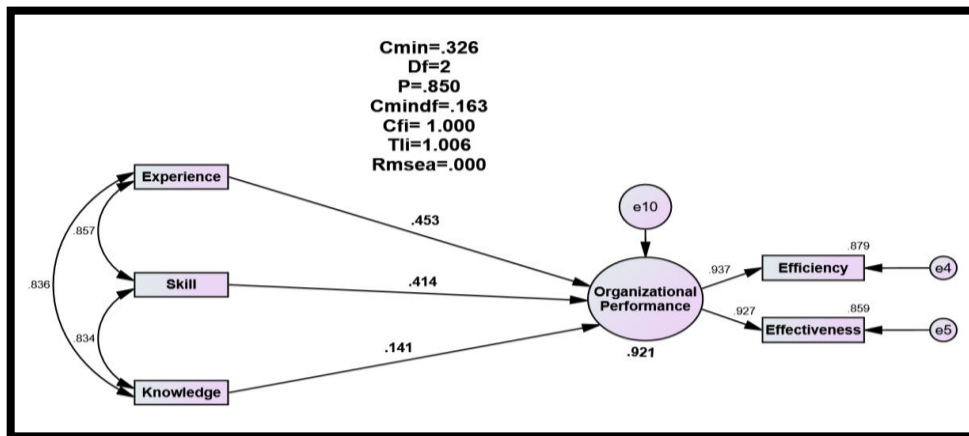 Cmin=.326
Df=2
P=.850
Cmindf=.163
Cfi= 1.000
Tli=1.006
Rmsea=.000
Experience
e10
.453
.857
.879
.836
.937
Efficiency
e4
Skill
.414
Organizational
Performance
.927
.859
Effectiveness
e5
.834
.141
.921
Knowledge